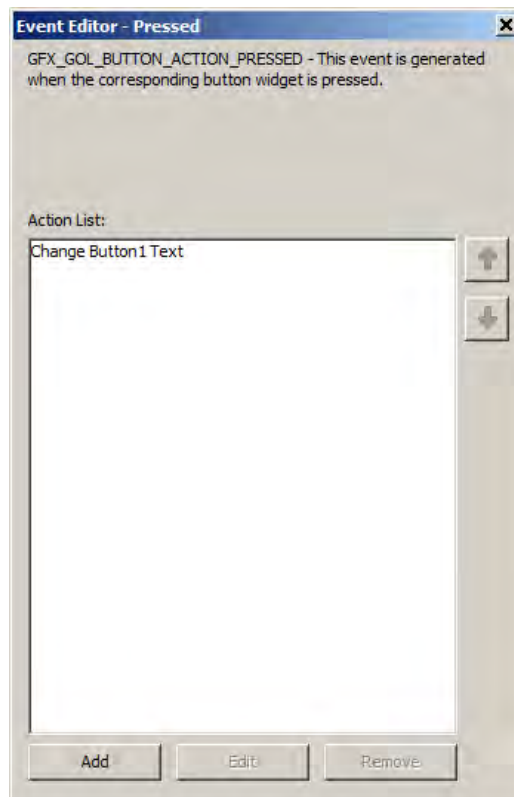 Event Editor - Pressed
GFX_GOL_BUTTON_ACTION_PRESSED - This event is generated
when the corresponding button widget is pressed.
Action List:
Change Button1 Text
Add
Edit
Remove